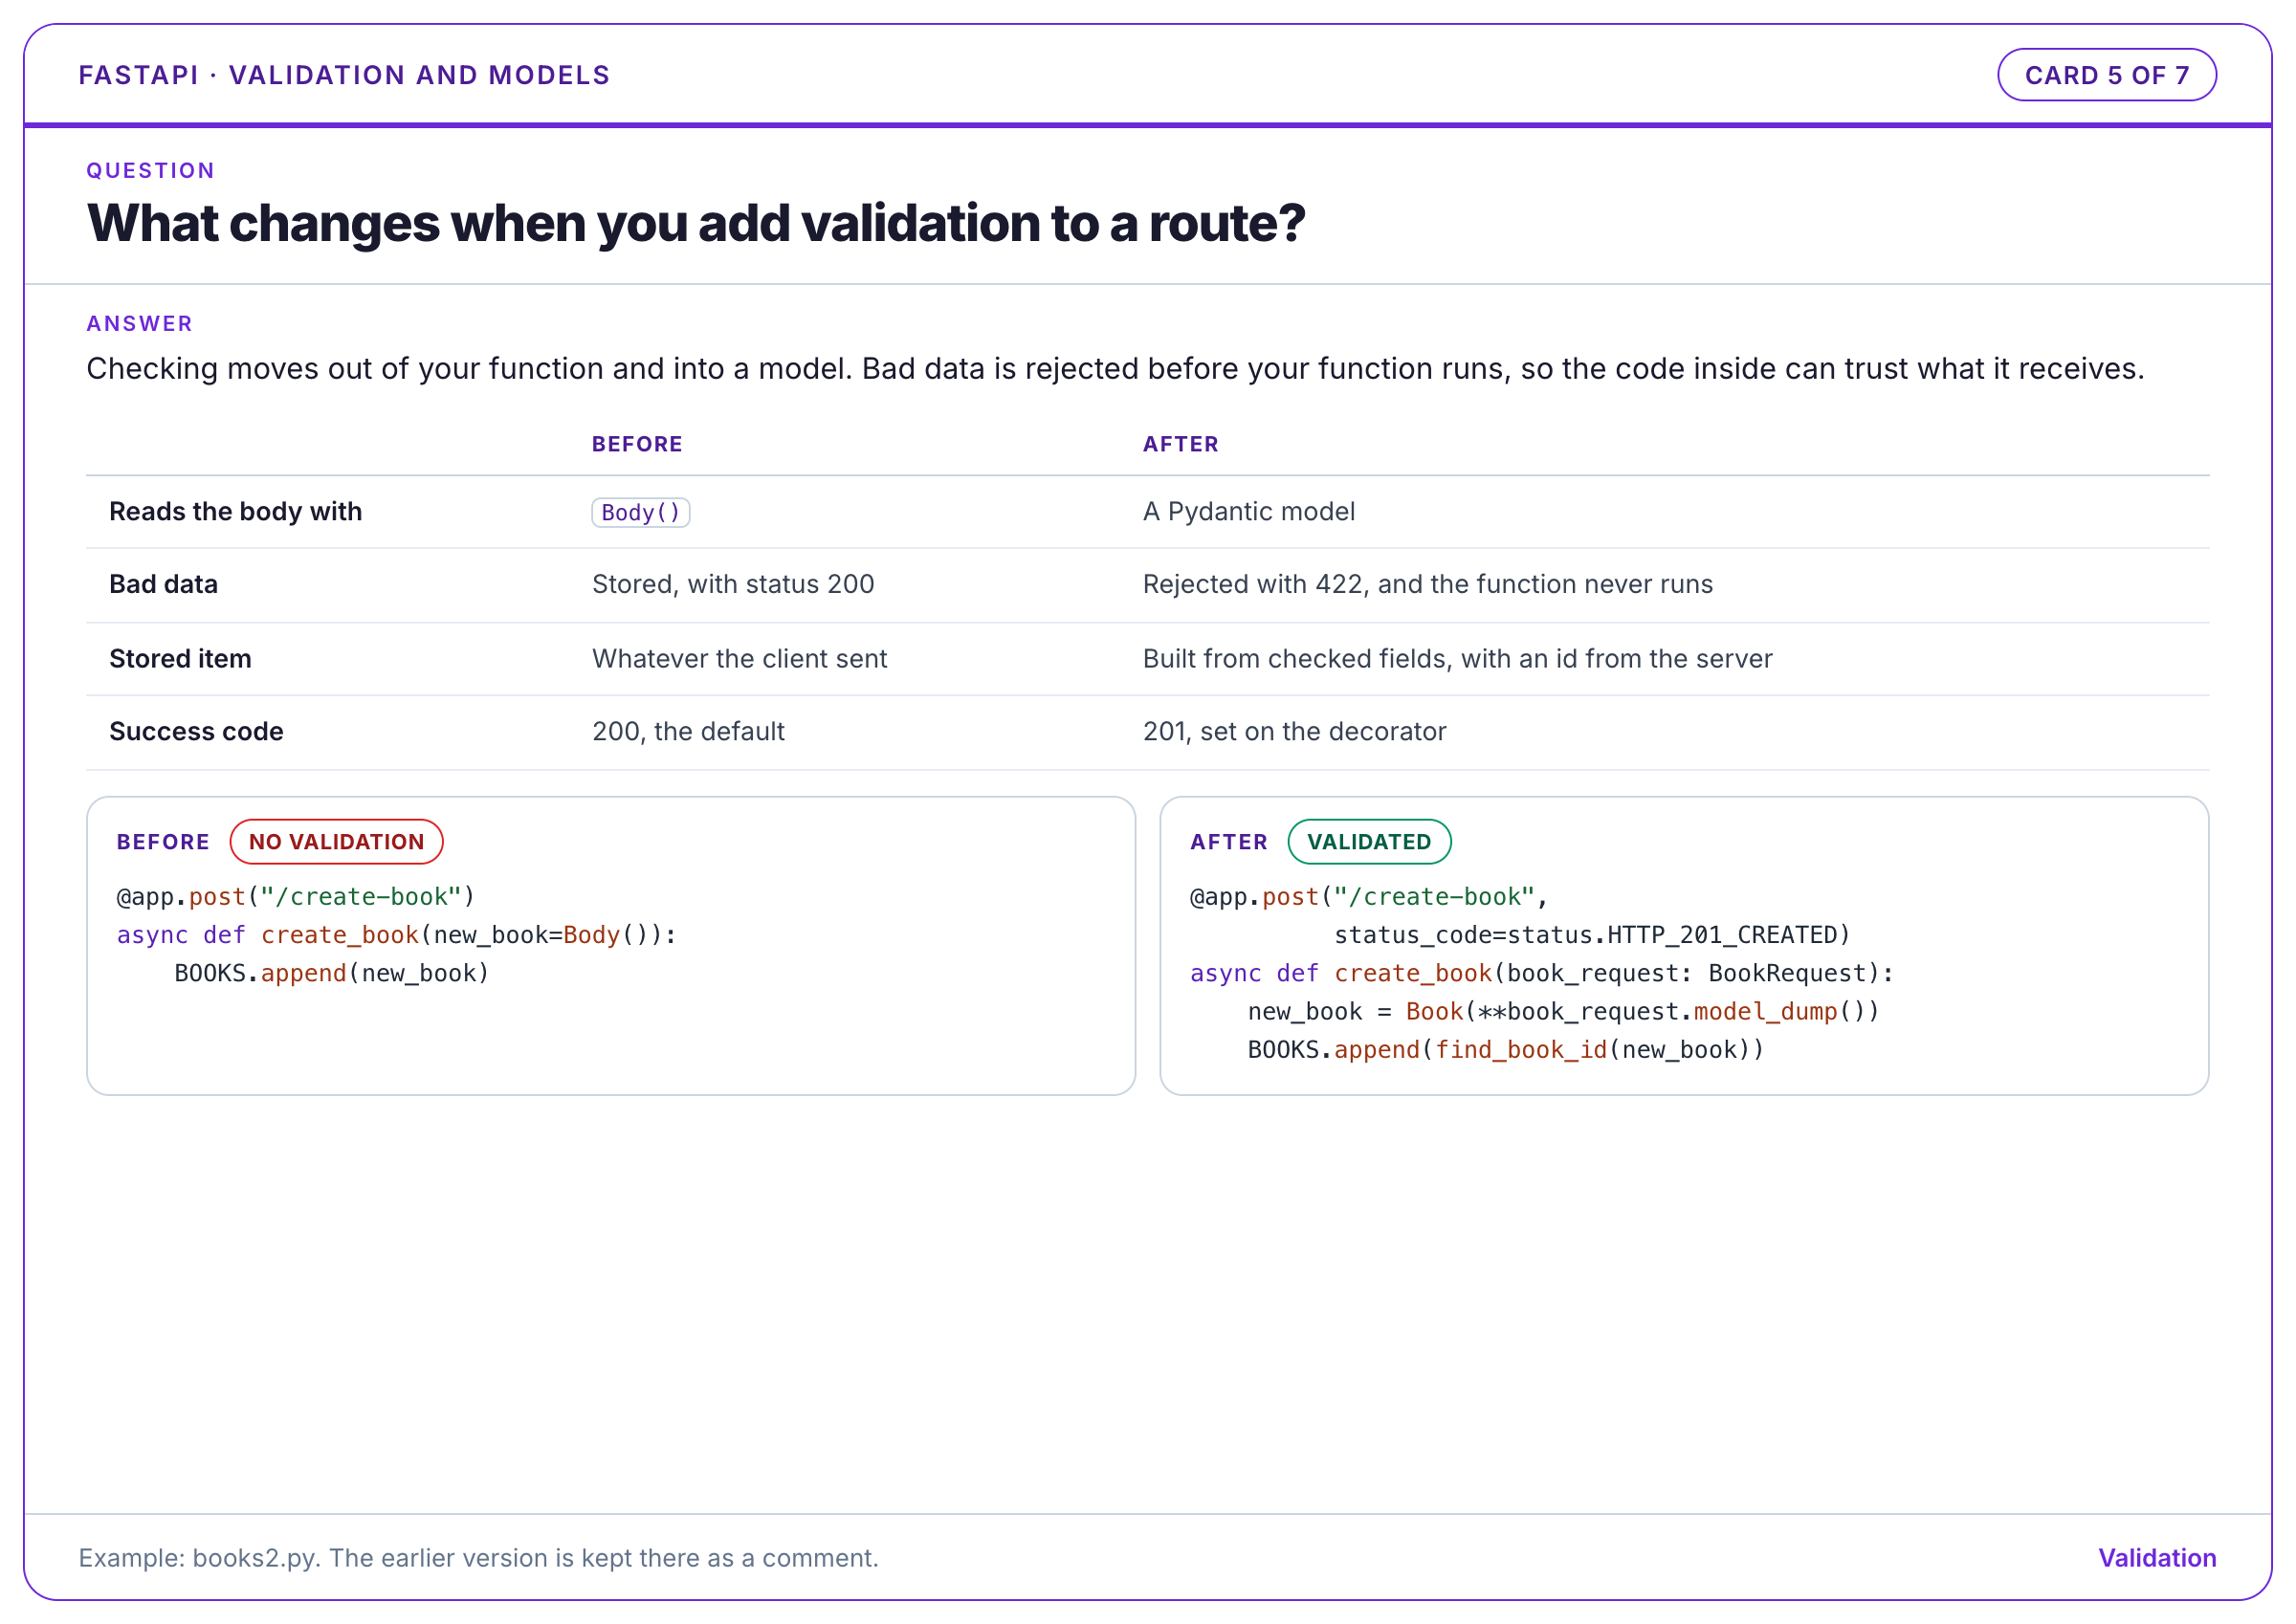 FASTAPI · VALIDATION AND MODELS
CARD 5 OF 7
QUESTION
What changes when you add validation to a route?
ANSWER
Checking moves out of your function and into a model. Bad data is rejected before your function runs, so the code inside can trust what it receives.
BEFORE AFTER
Reads the body with Body() A Pydantic model
Bad data Stored, with status 200 Rejected with 422, and the function never runs
Stored item Whatever the client sent Built from checked fields, with an id from the server
Success code 200, the default 201, set on the decorator
BEFORE NO VALIDATION
@app.post("/create-book")
async def create_book(new_book=Body()):
    BOOKS.append(new_book)
AFTER VALIDATED
@app.post("/create-book",
          status_code=status.HTTP_201_CREATED)
async def create_book(book_request: BookRequest):
    new_book = Book(**book_request.model_dump())
    BOOKS.append(find_book_id(new_book))
Example: books2.py. The earlier version is kept there as a comment.
Validation